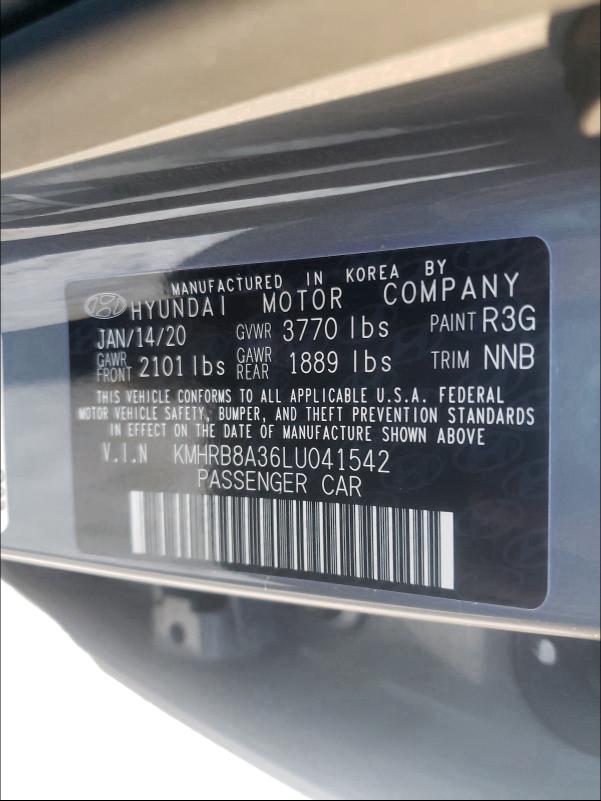 MANUFACTURED IN KOREA BY
HYUNDAI MOTOR COMPANY
JAN/14/20 GVWR 3770 lbs PAINT R3G
GAWR FRONT 2101 lbs GAWR REAR 1889 lbs TRIM NNB
THIS VEHICLE CONFORMS TO ALL APPLICABLE U.S.A. FEDERAL
MOTOR VEHICLE SAFETY, BUMPER, AND THEFT PREVENTION STANDARDS
IN EFFECT ON THE DATE OF MANUFACTURE SHOWN ABOVE
V.I.N KMHRB8A36LU041542
PASSENGER CAR